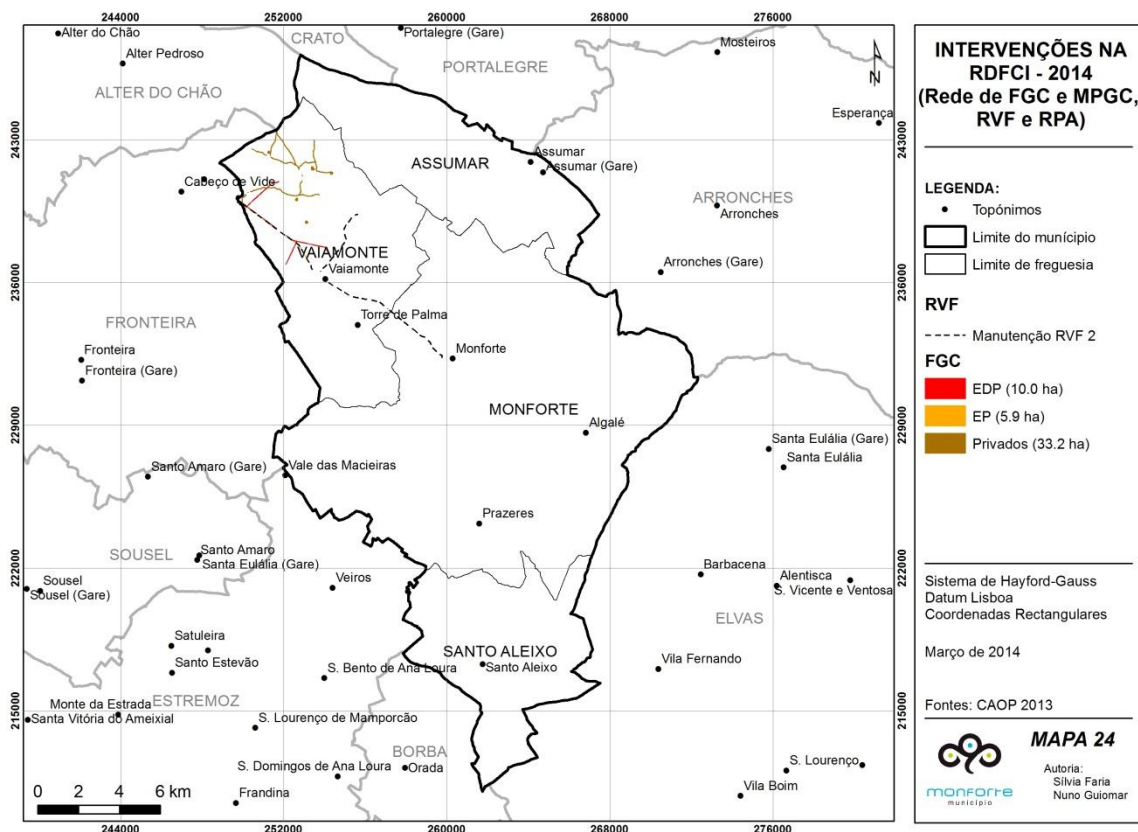 244000
252000
260000
268000
276000
Alter do Chão
CRATO
Portalegre (Gare)
Mosteiros
Alter Pedroso
PORTALEGRE
N
ALTER DO CHÃO
Esperança
243000
243000
ASSUMAR
Assumar
Assumar (Gare)
Cabeço de Vide
ARRONCHES
Arronches
VAIAMONTE
Vaiamonte
Arronches (Gare)
236000
236000
FRONTEIRA
Torre de Palma
Fronteira
Monforte
Fronteira (Gare)
MONFORTE
Algalé
229000
229000
Santa Eulália (Gare)
Santa Eulália
Santo Amaro (Gare)
Vale das Macieiras
Prazeres
SOUSEL
Santo Amaro
Santa Eulália (Gare)
222000
222000
Barbacena
Sousel
Sousel (Gare)
Veiros
Alentisca
S. Vicente e Ventosa
ELVAS
Satuleira
SANTO ALEIXO
Santo Estevão
S. Bento de Ana Loura
Santo Aleixo
Vila Fernando
Monte da Estrada
ESTREMOZ
Santa Vitória do Ameixial
215000
215000
S. Lourenço de Mamporcão
BORBA
S. Domingos de Ana Loura
Orada
S. Lourenço
Frandina
Vila Boim
0 2 4 6 km
244000
252000
260000
268000
276000
INTERVENÇÕES NA
RDFCI - 2014
(Rede de FGC e MPGC,
RVF e RPA)
LEGENDA:
Topónimos
Limite do munícipio
Limite de freguesia
RVF
Manutenção RVF 2
FGC
EDP (10.0 ha)
EP (5.9 ha)
Privados (33.2 ha)
Sistema de Hayford-Gauss
Datum Lisboa
Coordenadas Rectangulares
Março de 2014
Fontes: CAOP 2013
monforte
município
MAPA 24
Autoria:
Sílvia Faria
Nuno Guiomar